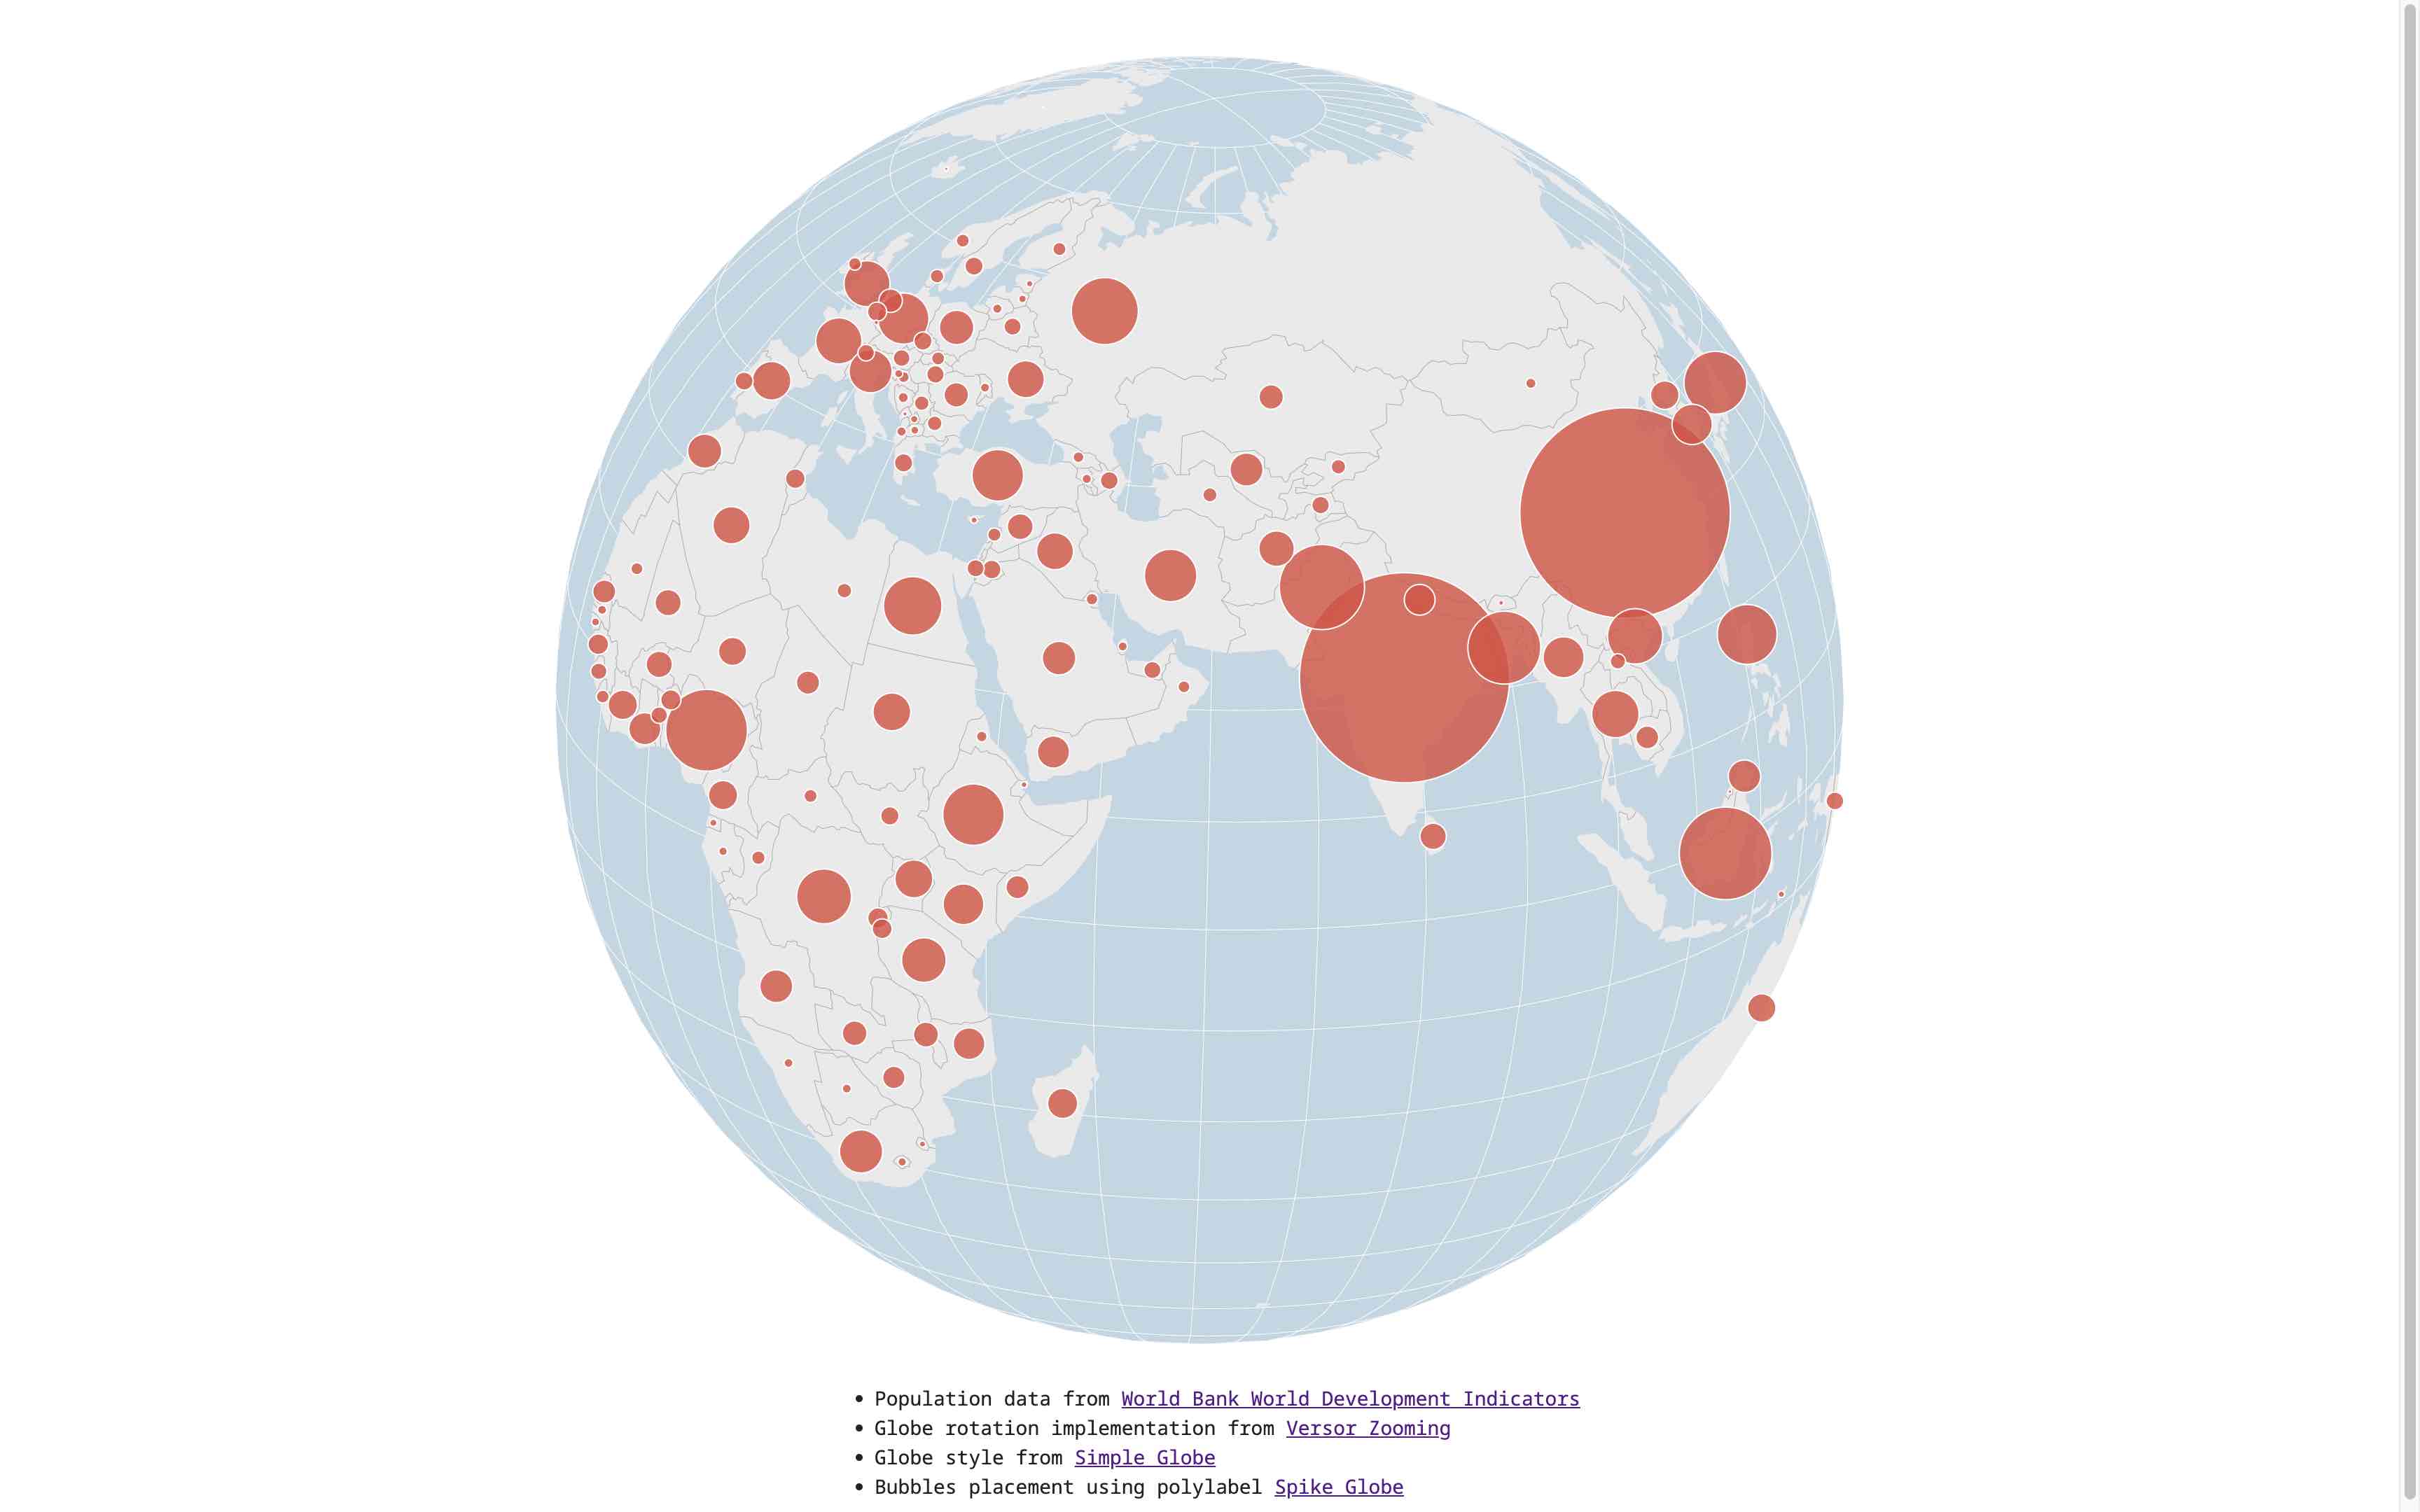 Population data from World Bank World Development Indicators
Globe rotation implementation from Versor Zooming
Globe style from Simple Globe
Bubbles placement using polylabel Spike Globe